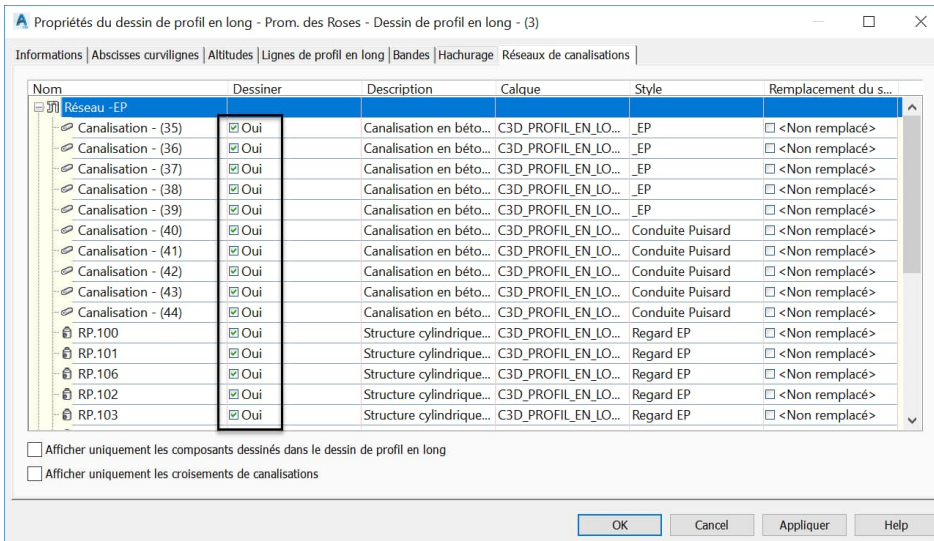 Propriétés du dessin de profil en long - Prom. des Roses - Dessin de profil en long - (3)
Informations Abscisses curvilignes Altitudes Lignes de profil en long Bandes Hachurage Réseaux de canalisations
Nom Dessiner Description Calque Style Remplacement du s...
Réseau -EP
Canalisation - (35) Oui Canalisation en béto... C3D_PROFIL_EN_LO... _EP <Non remplacé>
Canalisation - (36) Oui Canalisation en béto... C3D_PROFIL_EN_LO... _EP <Non remplacé>
Canalisation - (37) Oui Canalisation en béto... C3D_PROFIL_EN_LO... _EP <Non remplacé>
Canalisation - (38) Oui Canalisation en béto... C3D_PROFIL_EN_LO... _EP <Non remplacé>
Canalisation - (39) Oui Canalisation en béto... C3D_PROFIL_EN_LO... _EP <Non remplacé>
Canalisation - (40) Oui Canalisation en béto... C3D_PROFIL_EN_LO... Conduite Puisard <Non remplacé>
Canalisation - (41) Oui Canalisation en béto... C3D_PROFIL_EN_LO... Conduite Puisard <Non remplacé>
Canalisation - (42) Oui Canalisation en béto... C3D_PROFIL_EN_LO... Conduite Puisard <Non remplacé>
Canalisation - (43) Oui Canalisation en béto... C3D_PROFIL_EN_LO... Conduite Puisard <Non remplacé>
Canalisation - (44) Oui Canalisation en béto... C3D_PROFIL_EN_LO... Conduite Puisard <Non remplacé>
RP.100 Oui Structure cylindrique... C3D_PROFIL_EN_LO... Regard EP <Non remplacé>
RP.101 Oui Structure cylindrique... C3D_PROFIL_EN_LO... Regard EP <Non remplacé>
RP.106 Oui Structure cylindrique... C3D_PROFIL_EN_LO... Regard EP <Non remplacé>
RP.102 Oui Structure cylindrique... C3D_PROFIL_EN_LO... Regard EP <Non remplacé>
RP.103 Oui Structure cylindrique... C3D_PROFIL_EN_LO... Regard EP <Non remplacé>
Afficher uniquement les composants dessinés dans le dessin de profil en long
Afficher uniquement les croisements de canalisations
OK Cancel Appliquer Help